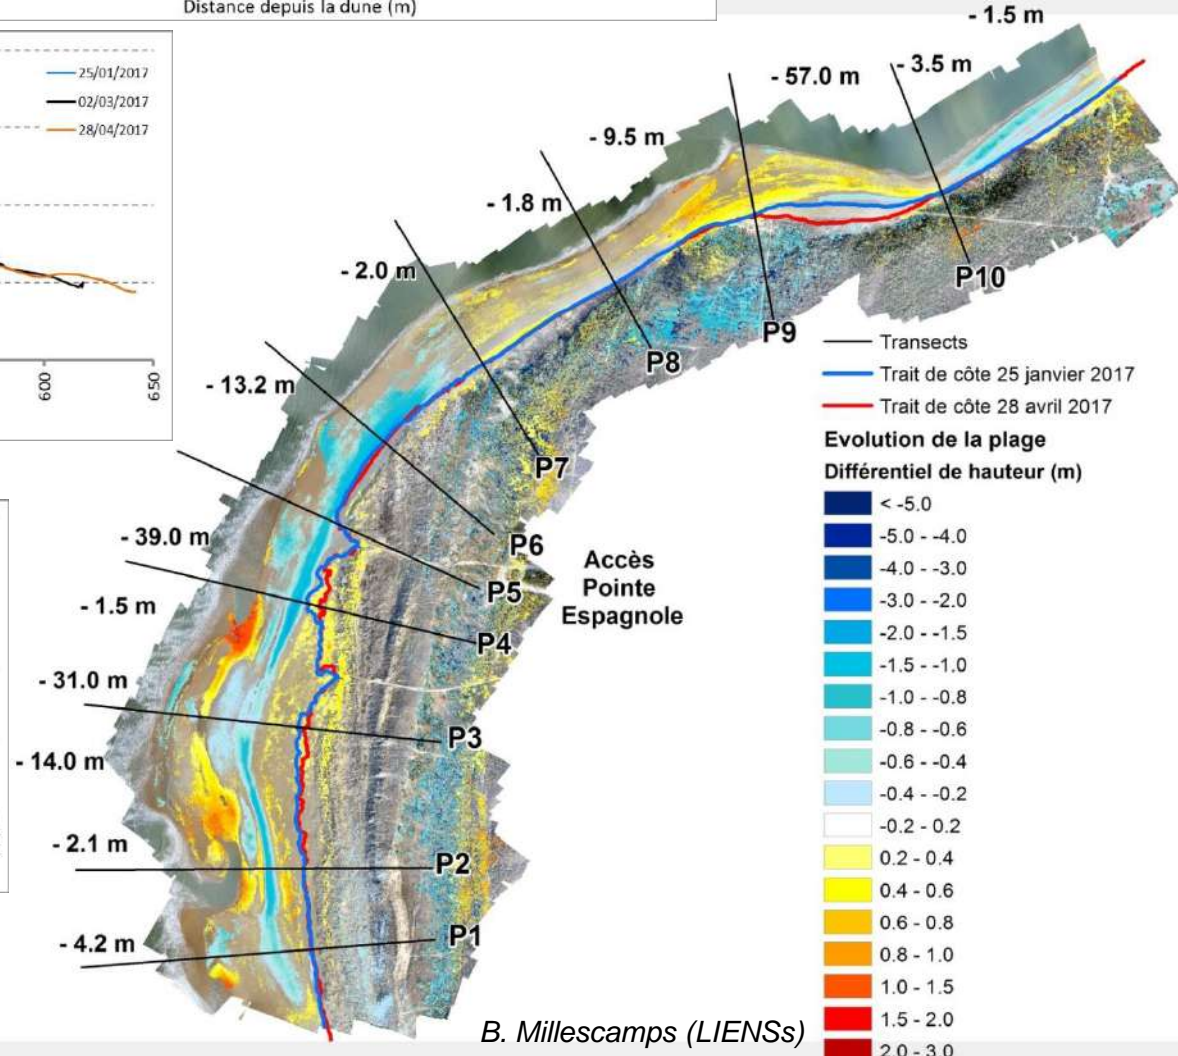 Distance depuis la dune (m)
25/01/2017
02/03/2017
28/04/2017
600
650
- 1.5 m
- 3.5 m
- 57.0 m
- 9.5 m
- 1.8 m
- 2.0 m
- 13.2 m
- 39.0 m
- 1.5 m
- 31.0 m
- 14.0 m
- 2.1 m
- 4.2 m
P10
P9
P8
P7
P6
P5
P4
P3
P2
P1
Accès
Pointe
Espagnole
Transects
Trait de côte 25 janvier 2017
Trait de côte 28 avril 2017
Evolution de la plage
Différentiel de hauteur (m)
< -5.0
-5.0 - -4.0
-4.0 - -3.0
-3.0 - -2.0
-2.0 - -1.5
-1.5 - -1.0
-1.0 - -0.8
-0.8 - -0.6
-0.6 - -0.4
-0.4 - -0.2
-0.2 - 0.2
0.2 - 0.4
0.4 - 0.6
0.6 - 0.8
0.8 - 1.0
1.0 - 1.5
1.5 - 2.0
2.0 - 3.0
B. Millescamps (LIENSs)